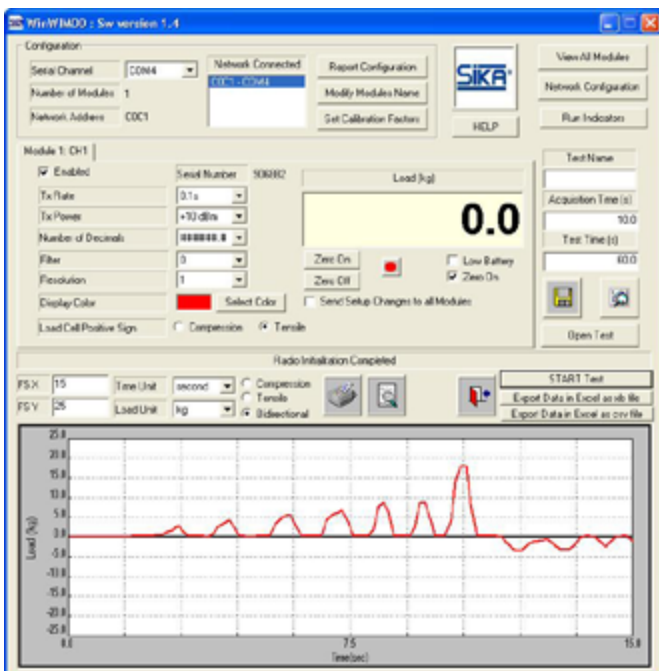 WinWIMOD : Sw version 1.4
Configuration
Serial Channel COM4
Number of Modules 1
Network Address C0C1
Network Connected
C0C1 - COM4
Report Configuration
Modify Modules Name
Set Calibration Factors
SIKA
HELP
View All Modules
Network Configuration
Run Indicators
Module 1: CH1
Enabled
Serial Number
Tx Rate 0.1s
Tx Power +10 dBm
Number of Decimals ######.#
Filter 0
Resolution 1
Display Color Select Color
Load Cell Positive Sign Compression Tensile
Load (kg)
0.0
Zero On
Zero Off
Low Battery
Zero On
Send Setup Changes to all Modules
Test Name
Acquisition Time (s)
10.0
Test Time (s)
60.0
Open Test
Radio Initialization Completed
FS X 15 Time Unit second
FS Y 25 Load Unit kg
Compression
Tensile
Bidirectional
START Test
Export Data in Excel as xls file
Export Data in Excel as csv file
25.0
20.0
15.0
10.0
5.0
0.0
-5.0
-10.0
-15.0
-20.0
-25.0
Load (kg)
0.0 7.5 15.0
Time(sec)